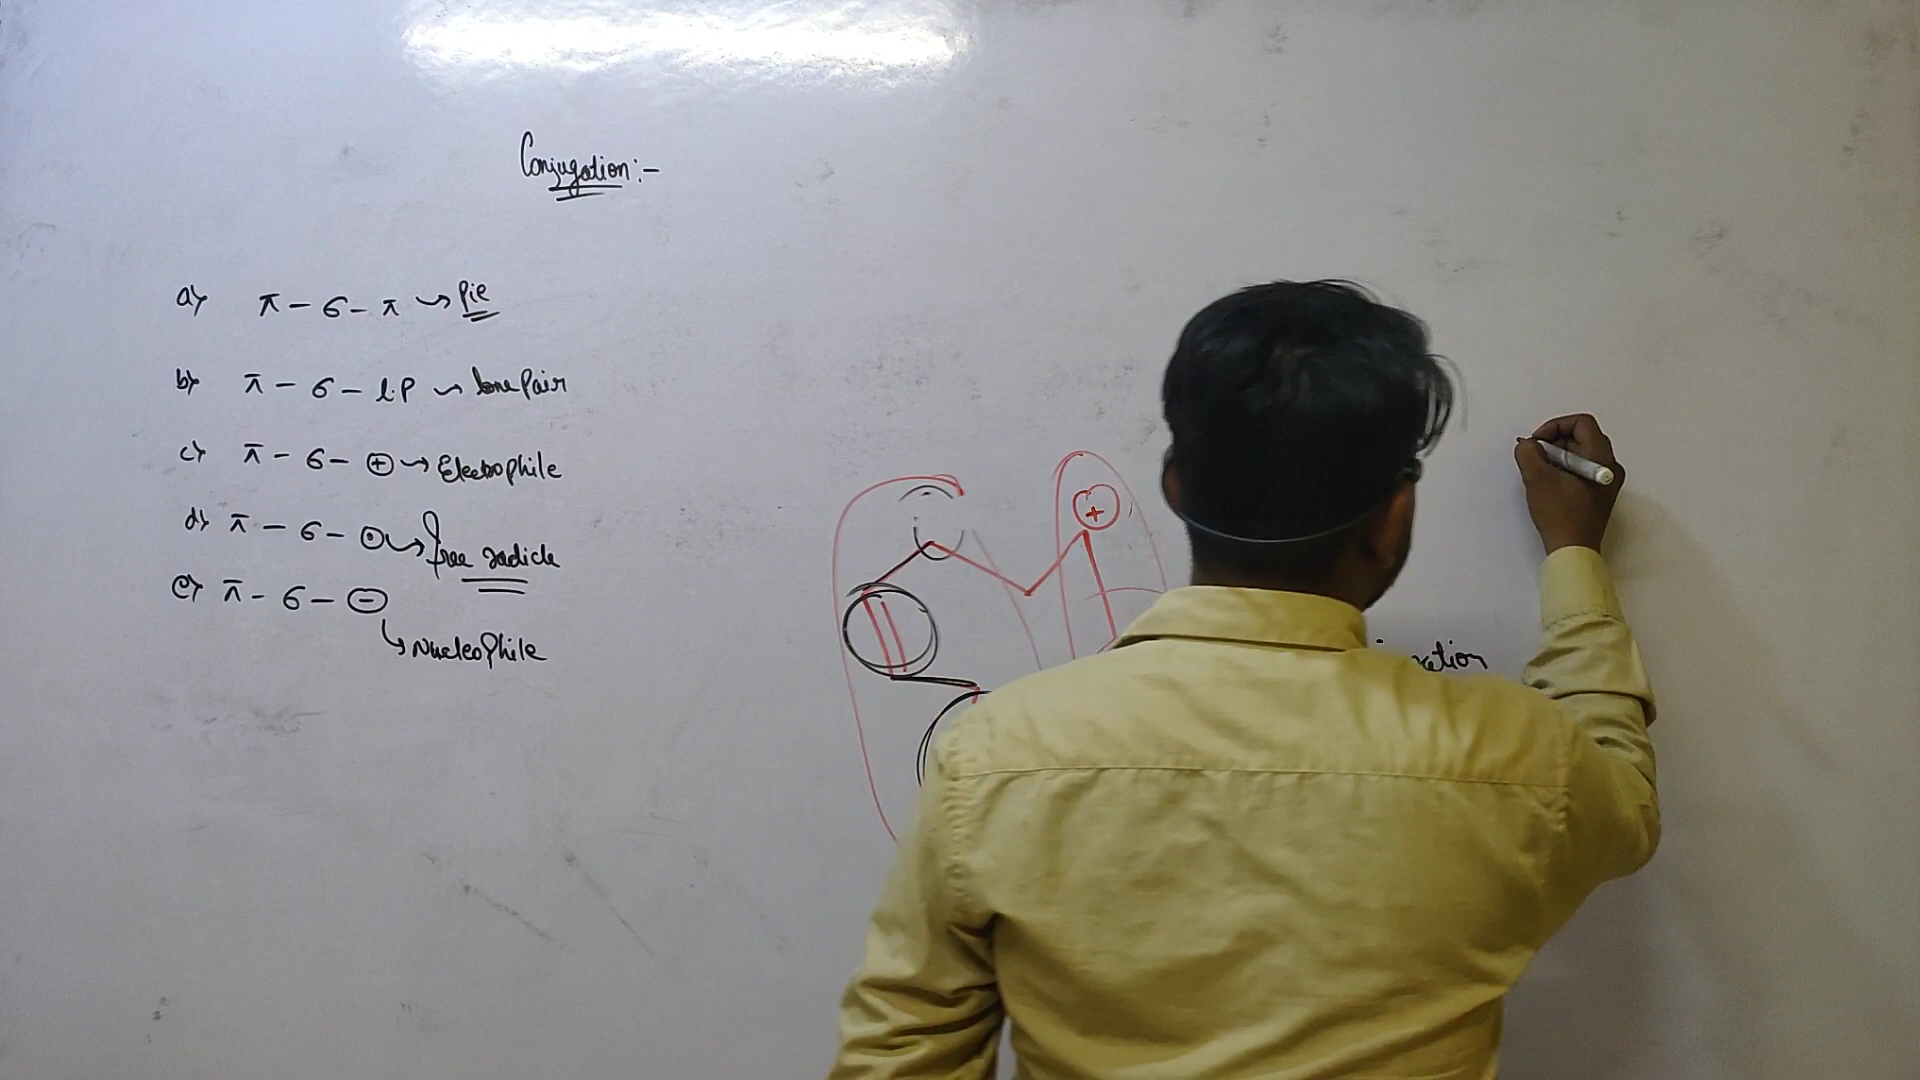 Conjugation:-
a) π - σ - π → Pie
b) π - σ - l.P → lone Pair
c) π - σ - ⊕ → Electrophile
d) π - σ - ⊙ → free radicle
e) π - σ - ⊖
↳ Nucleophile
+